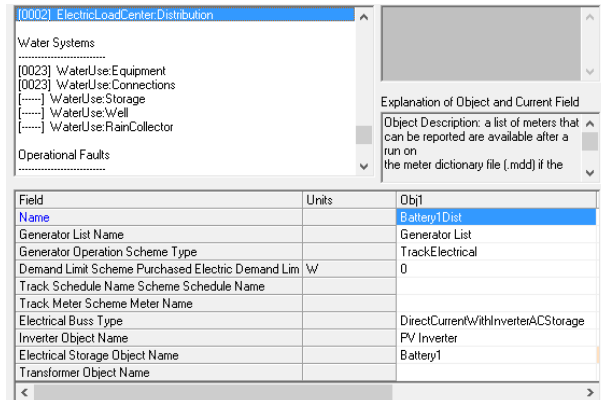 [0002] ElectricLoadCenter:Distribution
Water Systems
-------------------------
[0023] WaterUse:Equipment
[0023] WaterUse:Connections
[------] WaterUse:Storage
[------] WaterUse:Well
[------] WaterUse:RainCollector
Operational Faults
-------------------------
Explanation of Object and Current Field
Object Description: a list of meters that
can be reported are available after a
run on
the meter dictionary file (.mdd) if the
Field Units Obj1
Name Battery1Dist
Generator List Name Generator List
Generator Operation Scheme Type TrackElectrical
Demand Limit Scheme Purchased Electric Demand Lim W 0
Track Schedule Name Scheme Schedule Name
Track Meter Scheme Meter Name
Electrical Buss Type DirectCurrentWithInverterACStorage
Inverter Object Name PV Inverter
Electrical Storage Object Name Battery1
Transformer Object Name